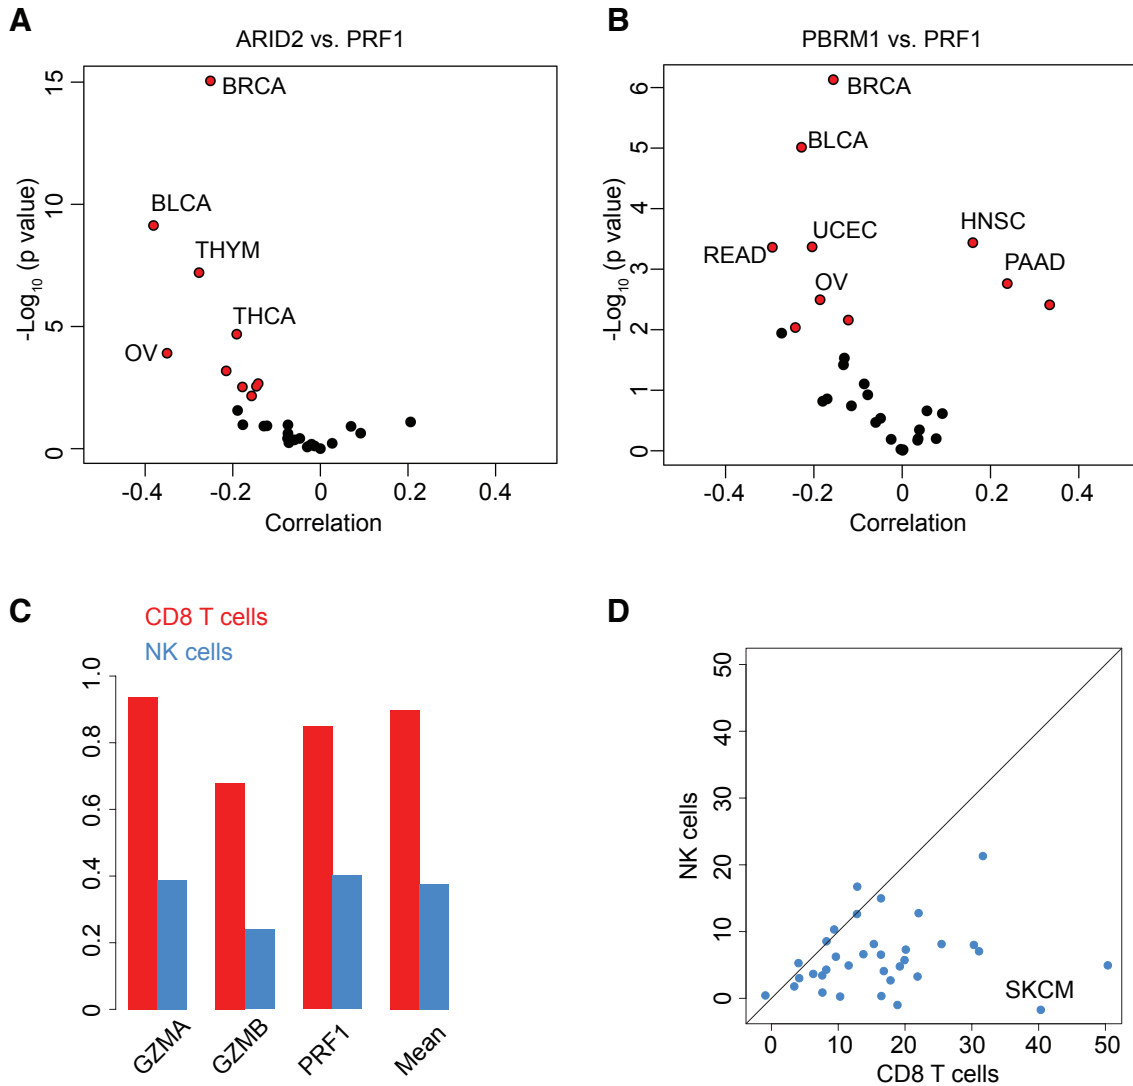 A
ARID2 vs. PRF1
-Log10 (p value)
15
10
5
0
BRCA
BLCA
THYM
THCA
OV
-0.4 -0.2 0 0.2 0.4
Correlation
B
PBRM1 vs. PRF1
-Log10 (p value)
6
5
4
3
2
1
0
BRCA
BLCA
HNSC
UCEC
READ
PAAD
OV
-0.4 -0.2 0 0.2 0.4
Correlation
C
CD8 T cells
NK cells
1.0
0.8
0.6
0.4
0.2
0
GZMA GZMB PRF1 Mean
D
NK cells
50
40
30
20
10
0
SKCM
0 10 20 30 40 50
CD8 T cells